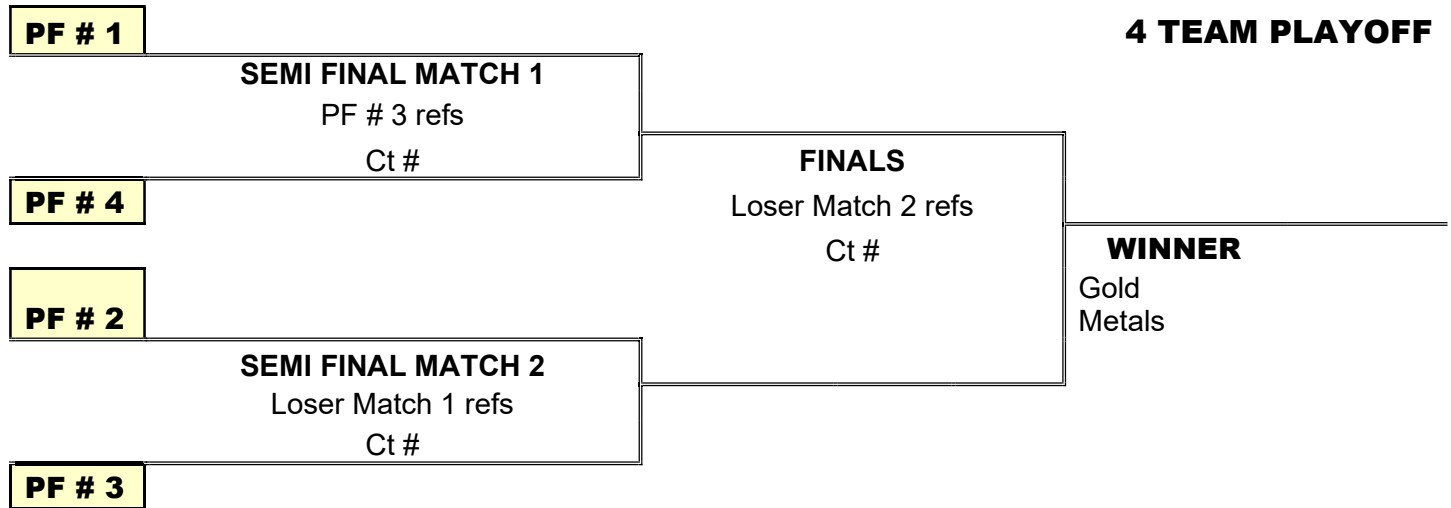 PF # 1
4 TEAM PLAYOFF
SEMI FINAL MATCH 1
PF # 3 refs
Ct #
PF # 4
FINALS
Loser Match 2 refs
Ct #
WINNER
Gold
Metals
PF # 2
SEMI FINAL MATCH 2
Loser Match 1 refs
Ct #
PF # 3